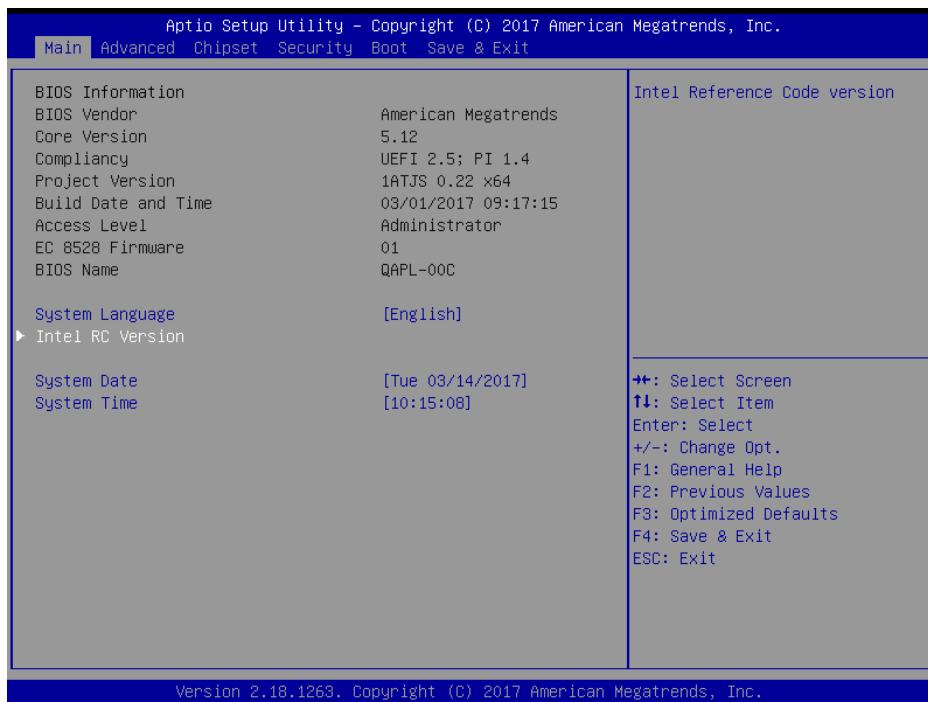 Aptio Setup Utility – Copyright (C) 2017 American Megatrends, Inc.
Main Advanced Chipset Security Boot Save & Exit
BIOS Information
BIOS Vendor American Megatrends
Core Version 5.12
Compliancy UEFI 2.5; PI 1.4
Project Version 1ATJS 0.22 x64
Build Date and Time 03/01/2017 09:17:15
Access Level Administrator
EC 8528 Firmware 01
BIOS Name QAPL-00C
System Language [English]
▶ Intel RC Version
System Date [Tue 03/14/2017]
System Time [10:15:08]
Intel Reference Code version
→←: Select Screen
↑↓: Select Item
Enter: Select
+/-: Change Opt.
F1: General Help
F2: Previous Values
F3: Optimized Defaults
F4: Save & Exit
ESC: Exit
Version 2.18.1263. Copyright (C) 2017 American Megatrends, Inc.